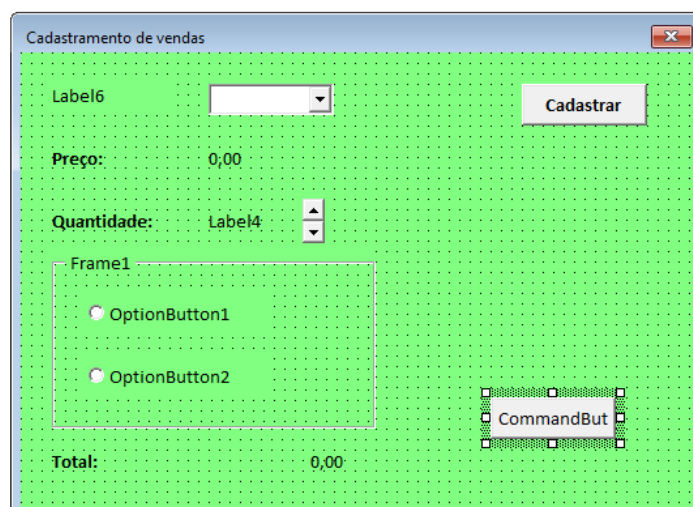 Cadastramento de vendas
Label6
Cadastrar
Preço: 0,00
Quantidade: Label4
Frame1
OptionButton1
OptionButton2
CommandBut
Total: 0,00